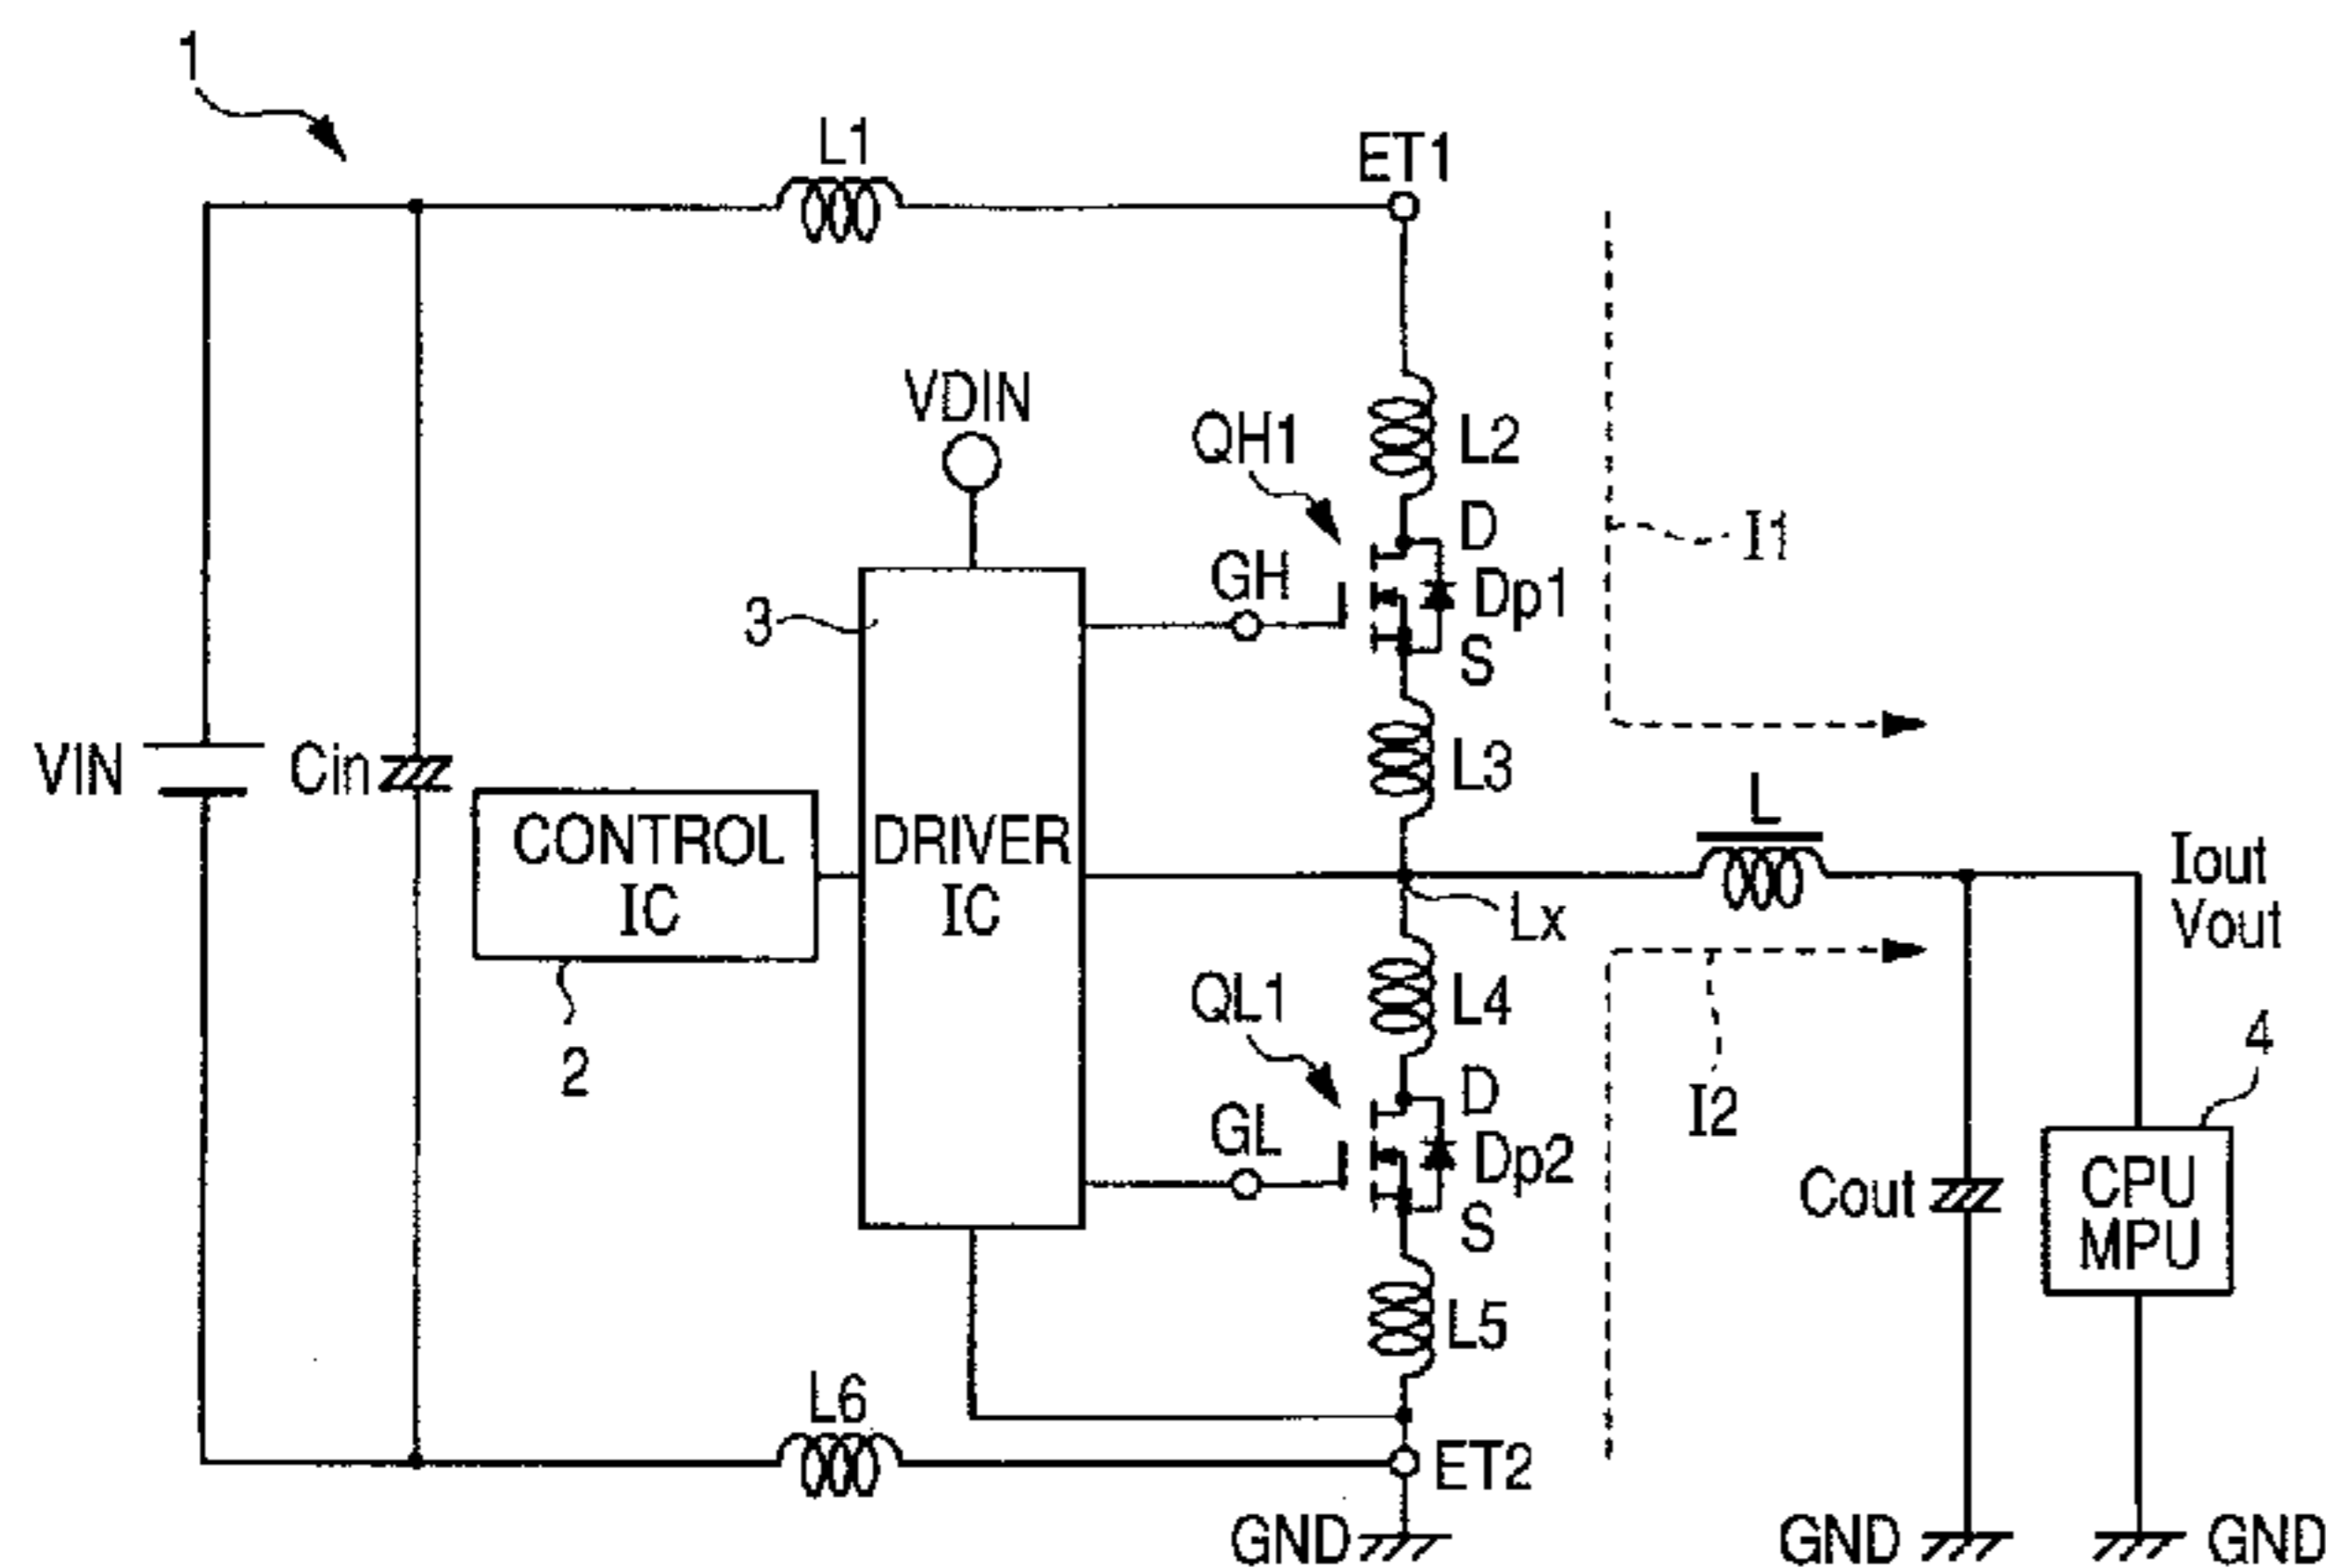 1
L1
ET1
VDIN
QH1
L2
D
I1
GH
Dp1
3
S
VIN
Cin
L3
L
CONTROL
IC
DRIVER
IC
Iout
Vout
Lx
2
QL1
L4
4
D
I2
GL
Dp2
Cout
CPU
MPU
S
L5
L6
ET2
GND
GND
GND